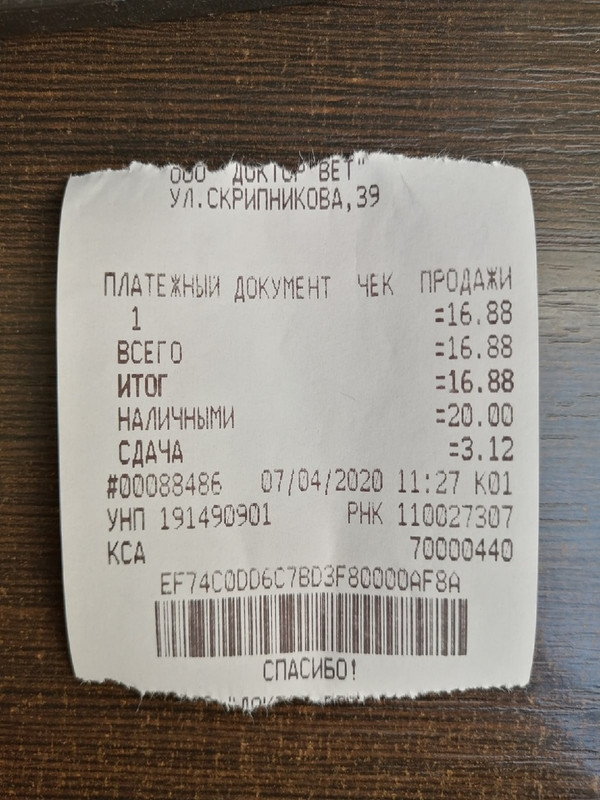 ООО "ДОКТОР ВЕТ"
УЛ.СКРИПНИКОВА,39
ПЛАТЕЖНЫЙ ДОКУМЕНТ ЧЕК ПРОДАЖИ
1 =16.88
ВСЕГО =16.88
ИТОГ =16.88
НАЛИЧНЫМИ =20.00
СДАЧА =3.12
#00088486 07/04/2020 11:27 К01
УНП 191490901 РНК 110027307
КСА 70000440
EF74C0DD6C7BD3F80000AF8A
СПАСИБО!